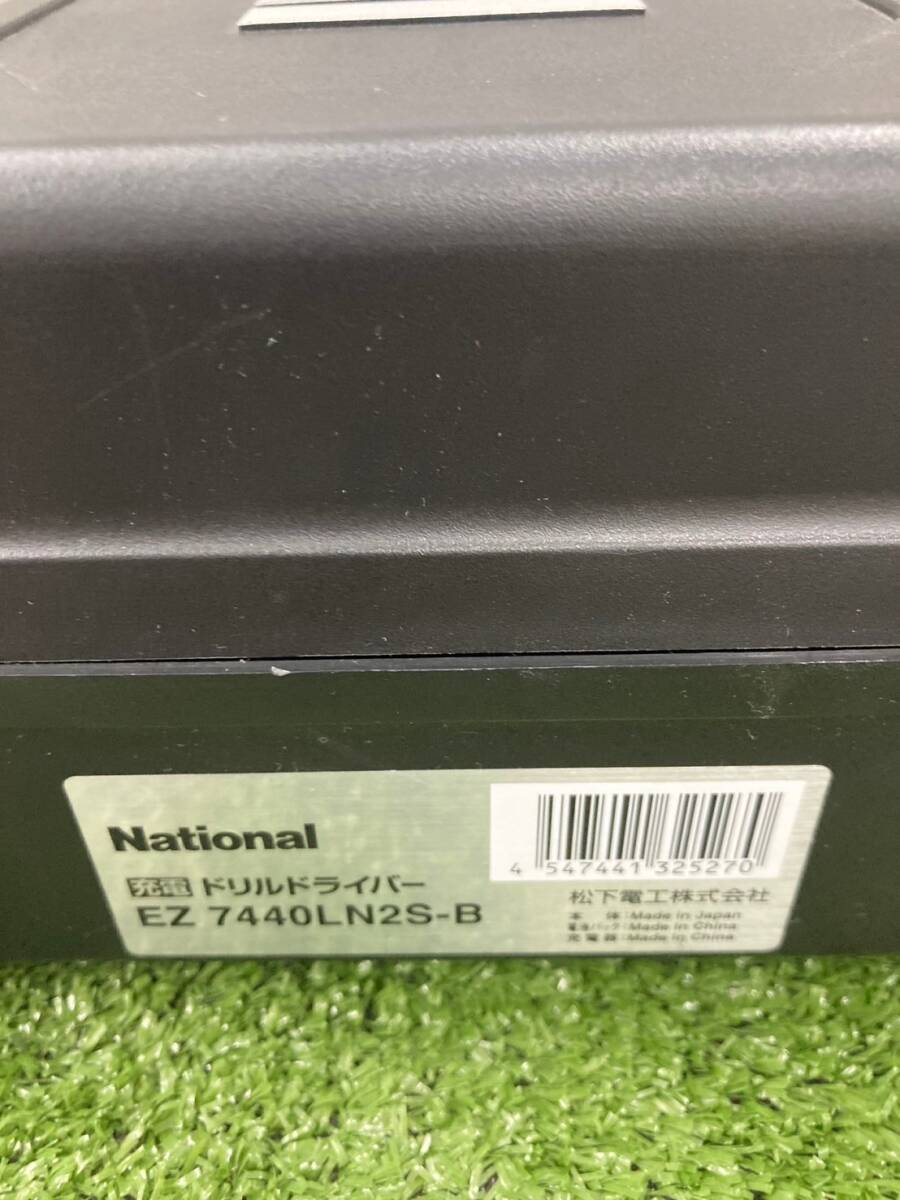 National
充電 ドリルドライバー
EZ 7440LN2S-B
4 547441 325270
松下電工株式会社
本 体:Made in Japan
電池パック:Made in China
充 電 器:Made in China